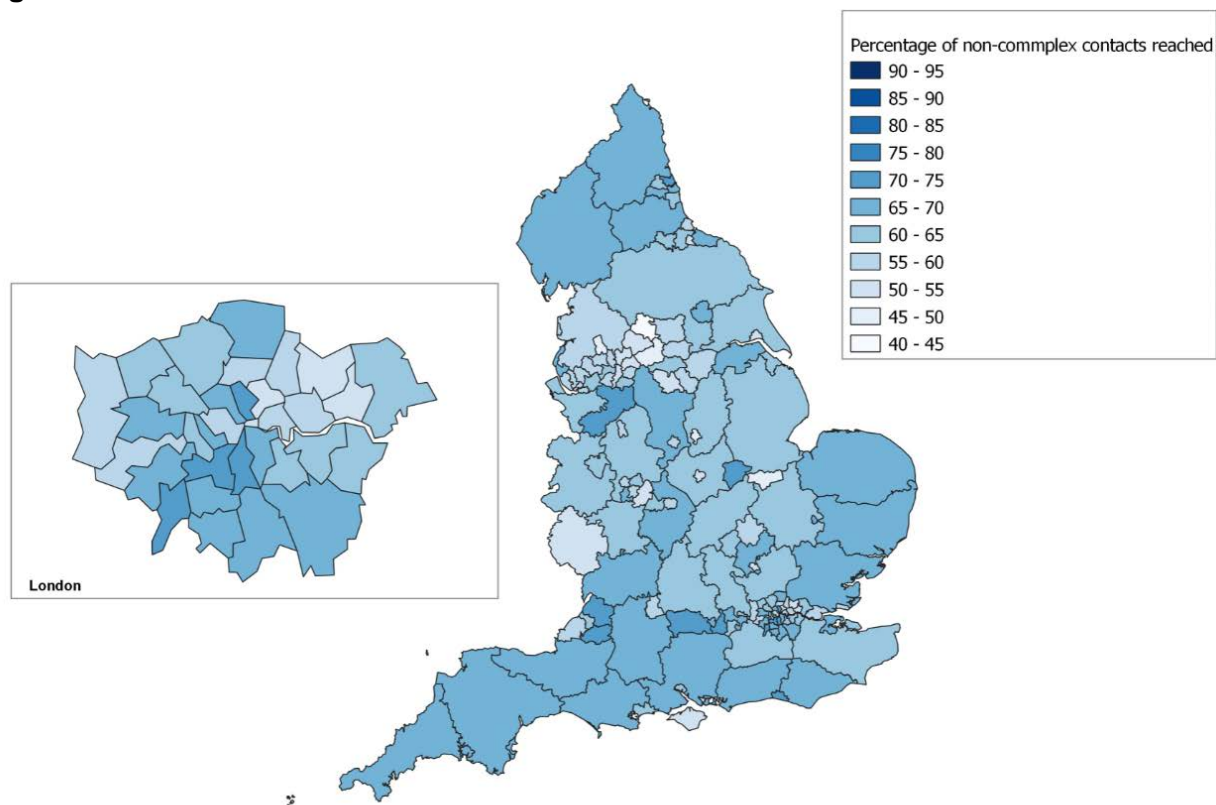 Percentage of non-commplex contacts reached
90 - 95
85 - 90
80 - 85
75 - 80
70 - 75
65 - 70
60 - 65
55 - 60
50 - 55
45 - 50
40 - 45
London